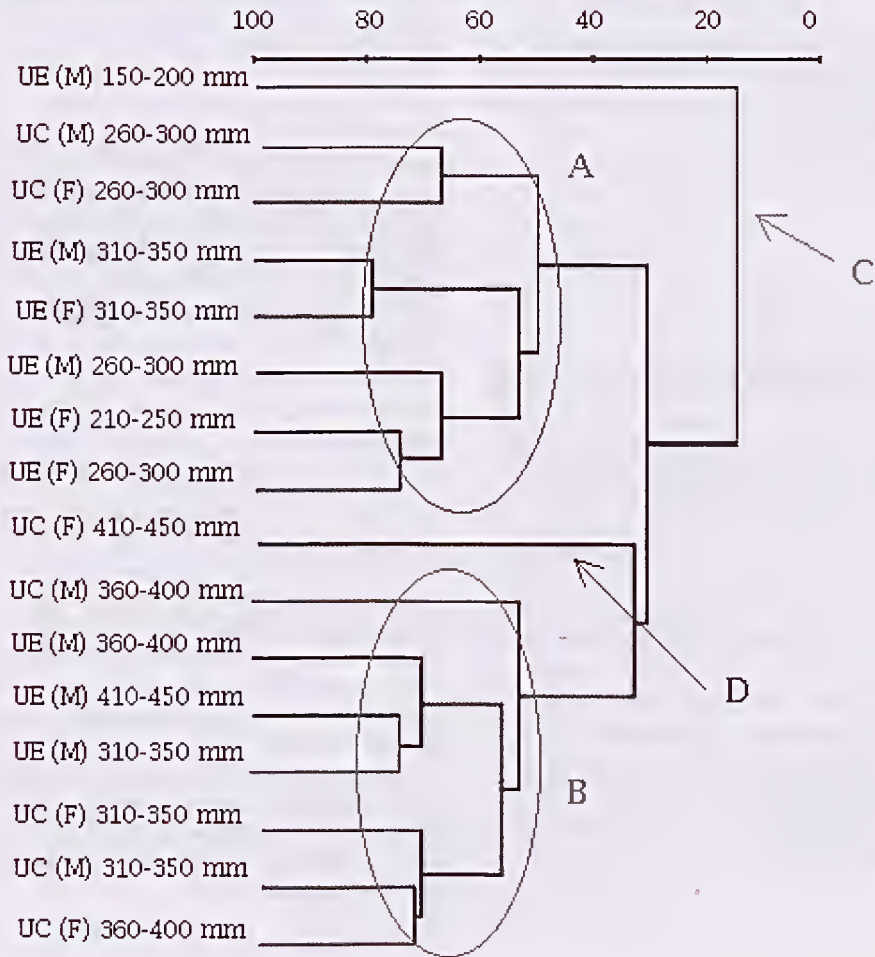 100 80 60 40 20 0
UE (M) 150-200 mm
UC (M) 260-300 mm
A
UC (F) 260-300 mm
UE (M) 310-350 mm
C
UE (F) 310-350 mm
UE (M) 260-300 mm
UE (F) 210-250 mm
UE (F) 260-300 mm
UC (F) 410-450 mm
UC (M) 360-400 mm
UE (M) 360-400 mm
UE (M) 410-450 mm
D
UE (M) 310-350 mm
B
UC (F) 310-350 mm
UC (M) 310-350 mm
UC (F) 360-400 mm